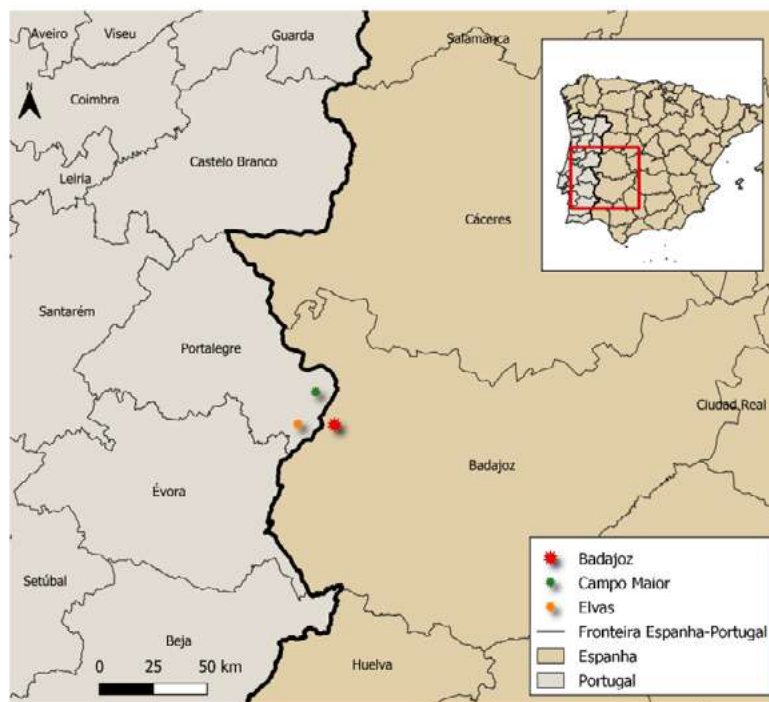 Aveiro
Viseu
Guarda
Salamanca
N
Coimbra
Castelo Branco
Leiria
Cáceres
Santarém
Portalegre
Ciudad Real
Badajoz
Évora
Setúbal
Beja
0 25 50 km
Huelva
Badajoz
Campo Maior
Elvas
Fronteira Espanha-Portugal
Espanha
Portugal